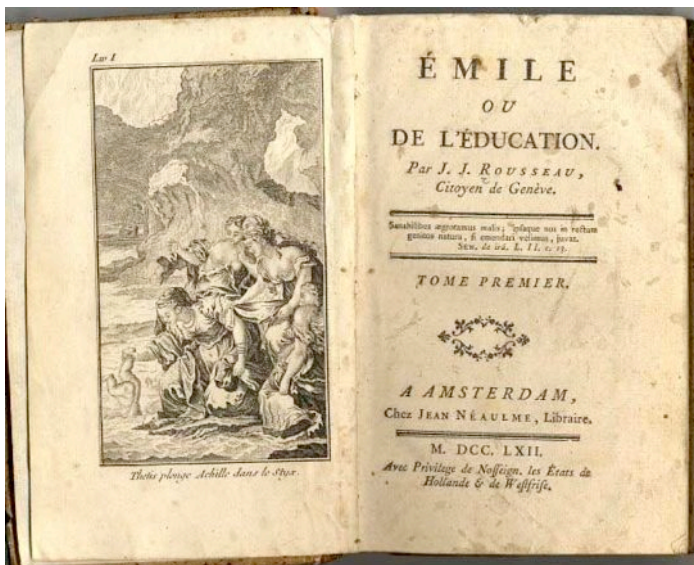 Liv I
Thetis plonge Achille dans le Styx.
ÉMILE
OU
DE L'ÉDUCATION.
Par J. J. ROUSSEAU,
Citoyen de Genève.
Sanabilibus ægrotamus malis; ipsaque nos in rectum
genitos natura, si emendari velimus, juvat.
SEN. de irâ. L. II. c. 13.
TOME PREMIER.
A AMSTERDAM,
Chez JEAN NÉAULME, Libraire.
M. DCC. LXII.
Avec Privilege de Nosseign. les États de
Hollande & de Westfrise.